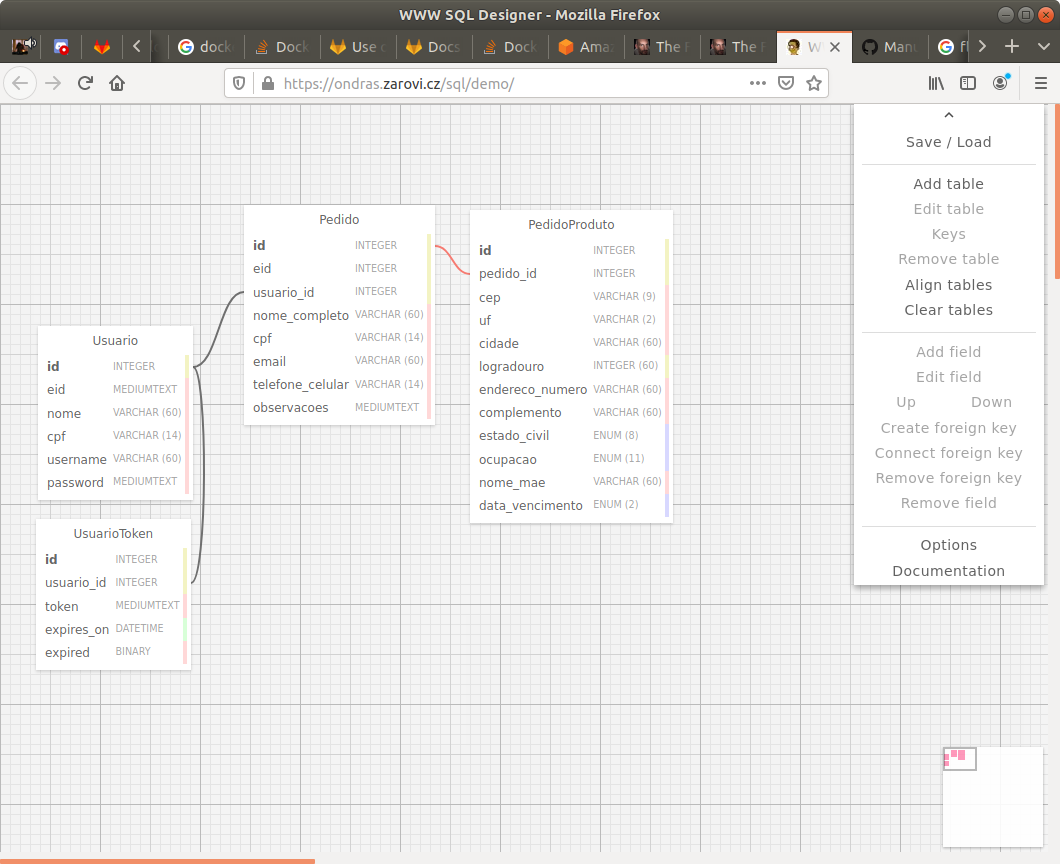 WWW SQL Designer - Mozilla Firefox
dock
Dock
Use c
Docs
Dock
Ama
The F
The F
W
Manu
fl
https://ondras.zarovi.cz/sql/demo/
Save / Load
Add table
Edit table
Keys
Remove table
Align tables
Clear tables
Add field
Edit field
Up Down
Create foreign key
Connect foreign key
Remove foreign key
Remove field
Options
Documentation
Usuario
id INTEGER
eid MEDIUMTEXT
nome VARCHAR (60)
cpf VARCHAR (14)
username VARCHAR (60)
password MEDIUMTEXT
UsuarioToken
id INTEGER
usuario_id INTEGER
token MEDIUMTEXT
expires_on DATETIME
expired BINARY
Pedido
id INTEGER
eid INTEGER
usuario_id INTEGER
nome_completo VARCHAR (60)
cpf VARCHAR (14)
email VARCHAR (60)
telefone_celular VARCHAR (14)
observacoes MEDIUMTEXT
PedidoProduto
id INTEGER
pedido_id INTEGER
cep VARCHAR (9)
uf VARCHAR (2)
cidade VARCHAR (60)
logradouro INTEGER (60)
endereco_numero VARCHAR (60)
complemento VARCHAR (60)
estado_civil ENUM (8)
ocupacao ENUM (11)
nome_mae VARCHAR (60)
data_vencimento ENUM (2)